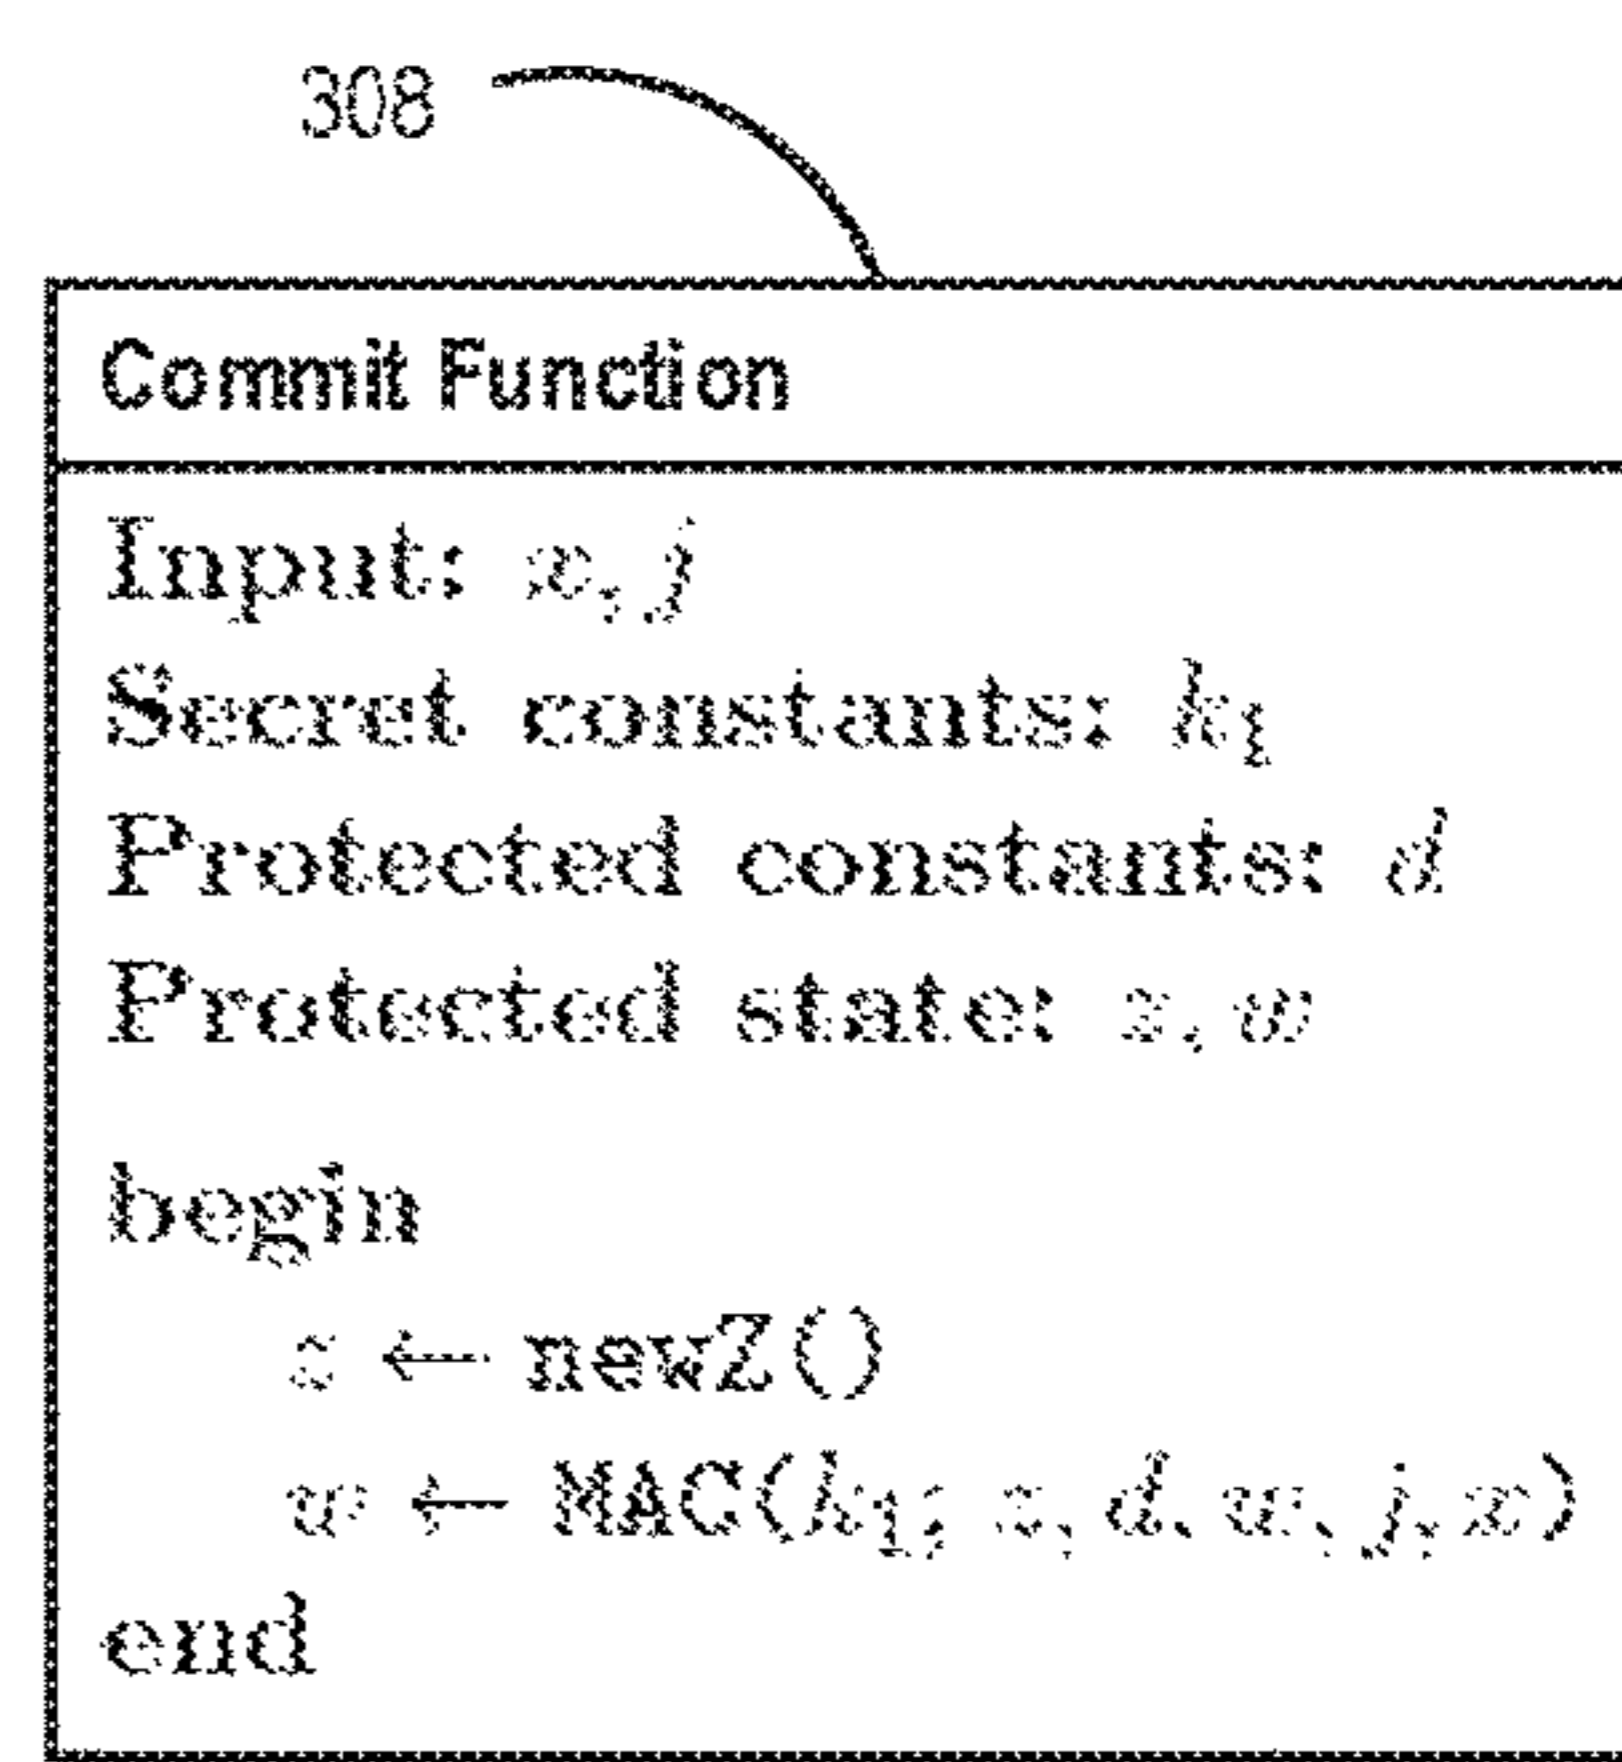 308
Commit Function
Input: x, j
Secret constants: k₁
Protected constants: d
Protected state: z, w
begin
z ← newZ()
w ← MAC(k₁; z, d, w, j, x)
end